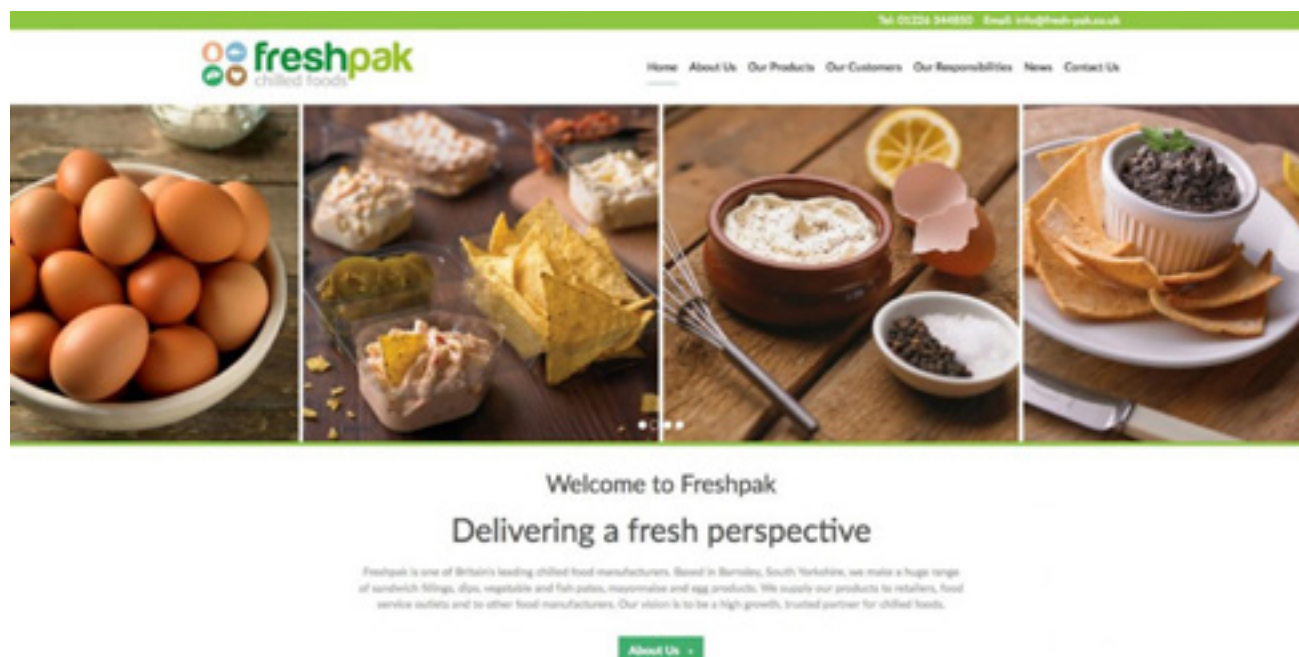 Tel: 01226 344850 Email: info@fresh-pak.co.uk
freshpak
chilled foods
Home About Us Our Products Our Customers Our Responsibilities News Contact Us
Welcome to Freshpak
Delivering a fresh perspective
Freshpak is one of Britain's leading chilled food manufacturers. Based in Barnsley, South Yorkshire, we make a huge range
of sandwich fillings, dips, vegetable and fish pates, mayonnaise and egg products. We supply our products to retailers, food
service outlets and to other food manufacturers. Our vision is to be a high growth, trusted partner for chilled foods.
About Us